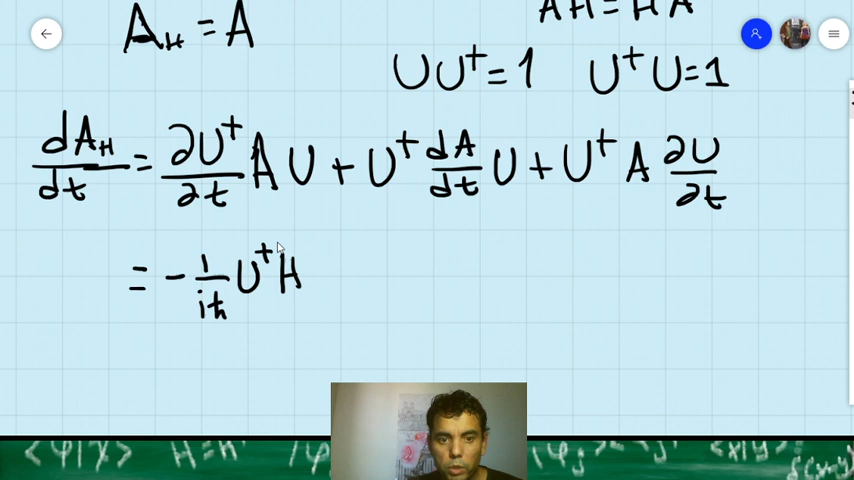 A_H = A
AH = HA
UU† = 1 U†U = 1
dA_H/dt = ∂U†/∂t A U + U† dA/dt U + U† A ∂U/∂t
= - 1/iħ U† H
⟨φ|x⟩ H=H